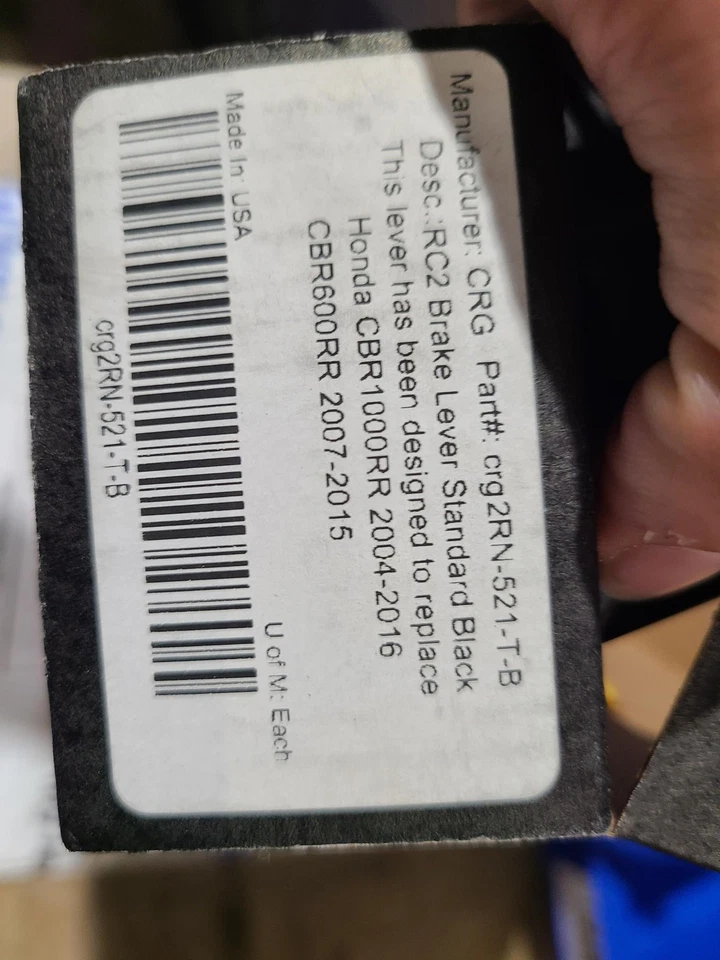 Manufacturer: CRG Part#: crg2RN-521-T-B
Desc.:RC2 Brake Lever Standard Black
This lever has been designed to replace
Honda CBR1000RR 2004-2016
CBR600RR 2007-2015
Made In: USA
U of M: Each
crg2RN-521-T-B